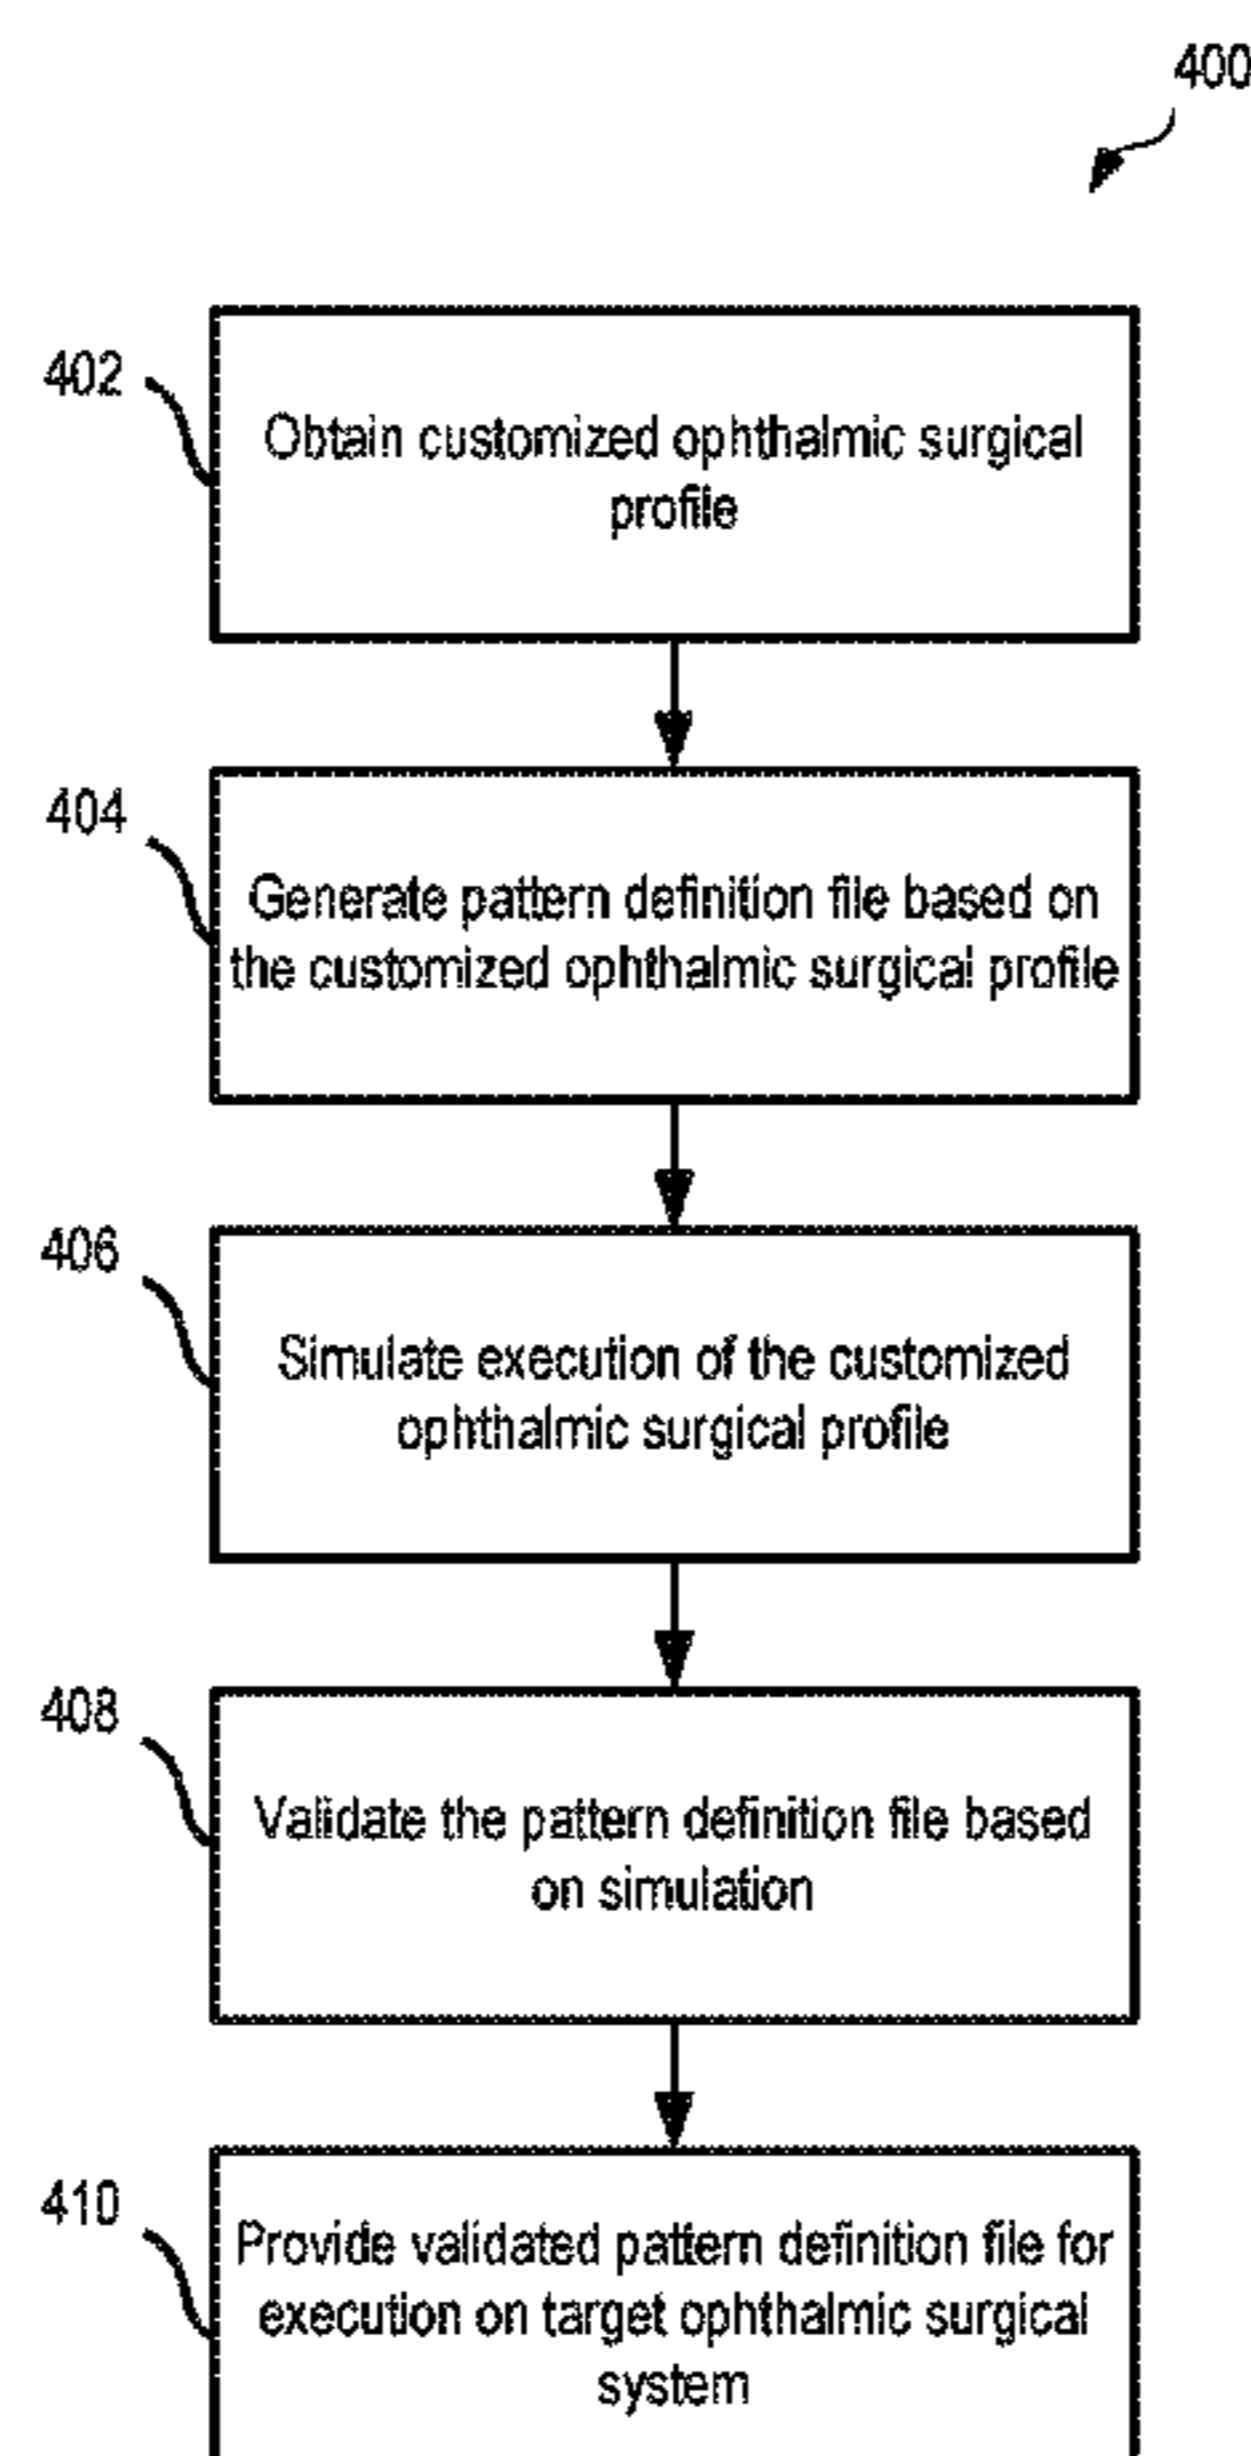 400
402
Obtain customized ophthalmic surgical
profile
404
Generate pattern definition file based on
the customized ophthalmic surgical profile
406
Simulate execution of the customized
ophthalmic surgical profile
408
Validate the pattern definition file based
on simulation
410
Provide validated pattern definition file for
execution on target ophthalmic surgical
system